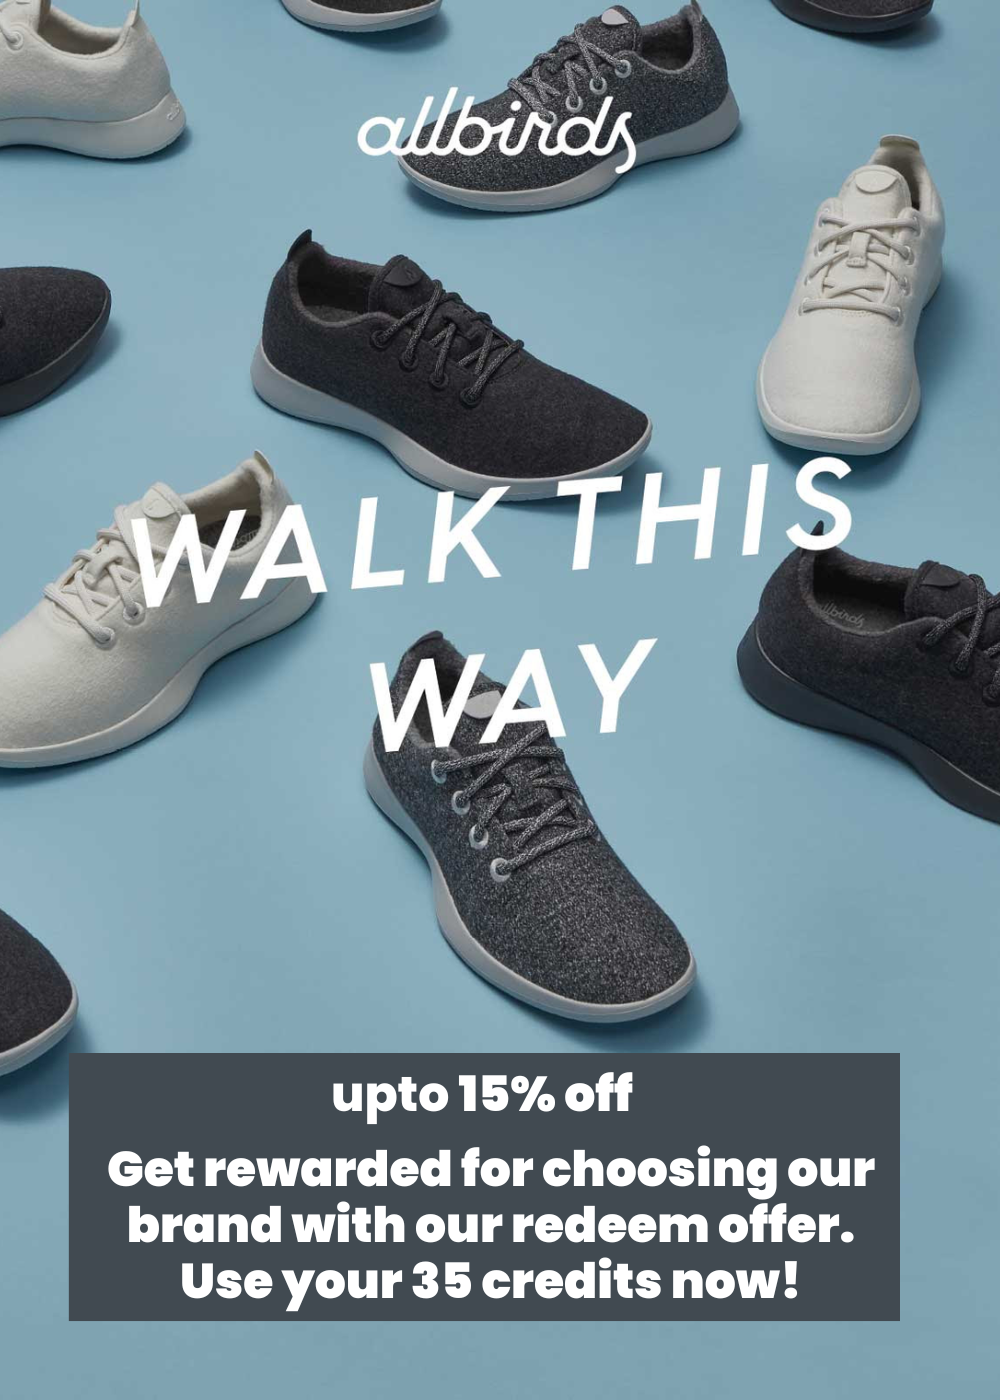 allbirds
WALK THIS
WAY
allbirds
upto 15% off
Get rewarded for choosing our
brand with our redeem offer.
Use your 35 credits now!